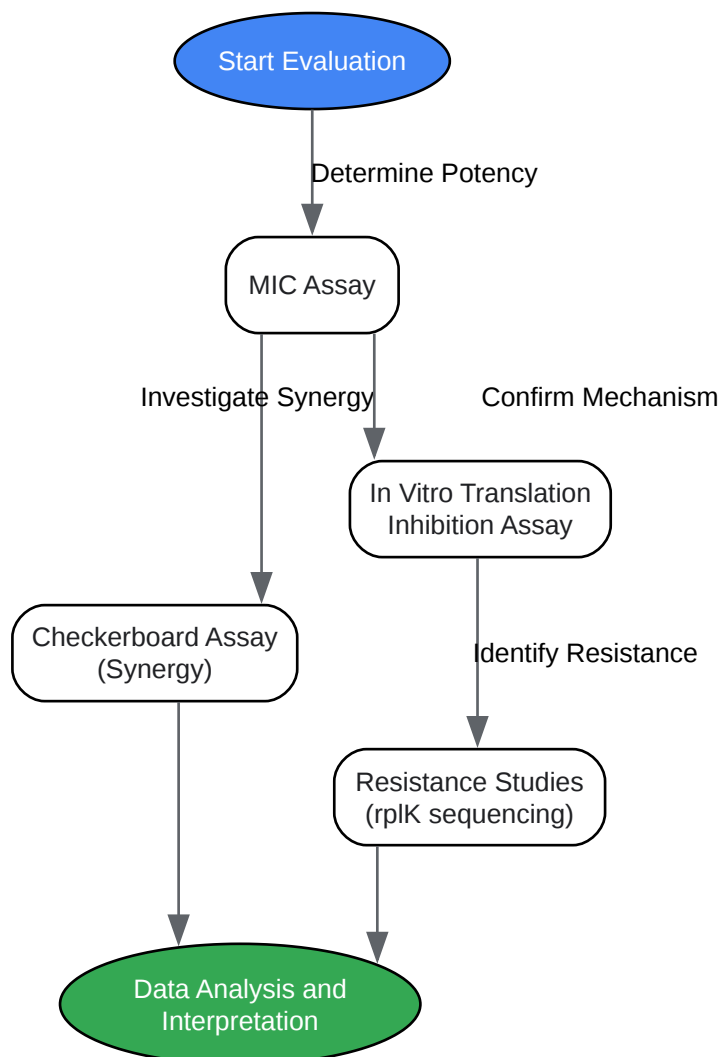 Start Evaluation
Determine Potency
MIC Assay
Investigate Synergy
Confirm Mechanism
In Vitro Translation
Inhibition Assay
Checkerboard Assay
(Synergy)
Identify Resistance
Resistance Studies
(rplK sequencing)
Data Analysis and
Interpretation